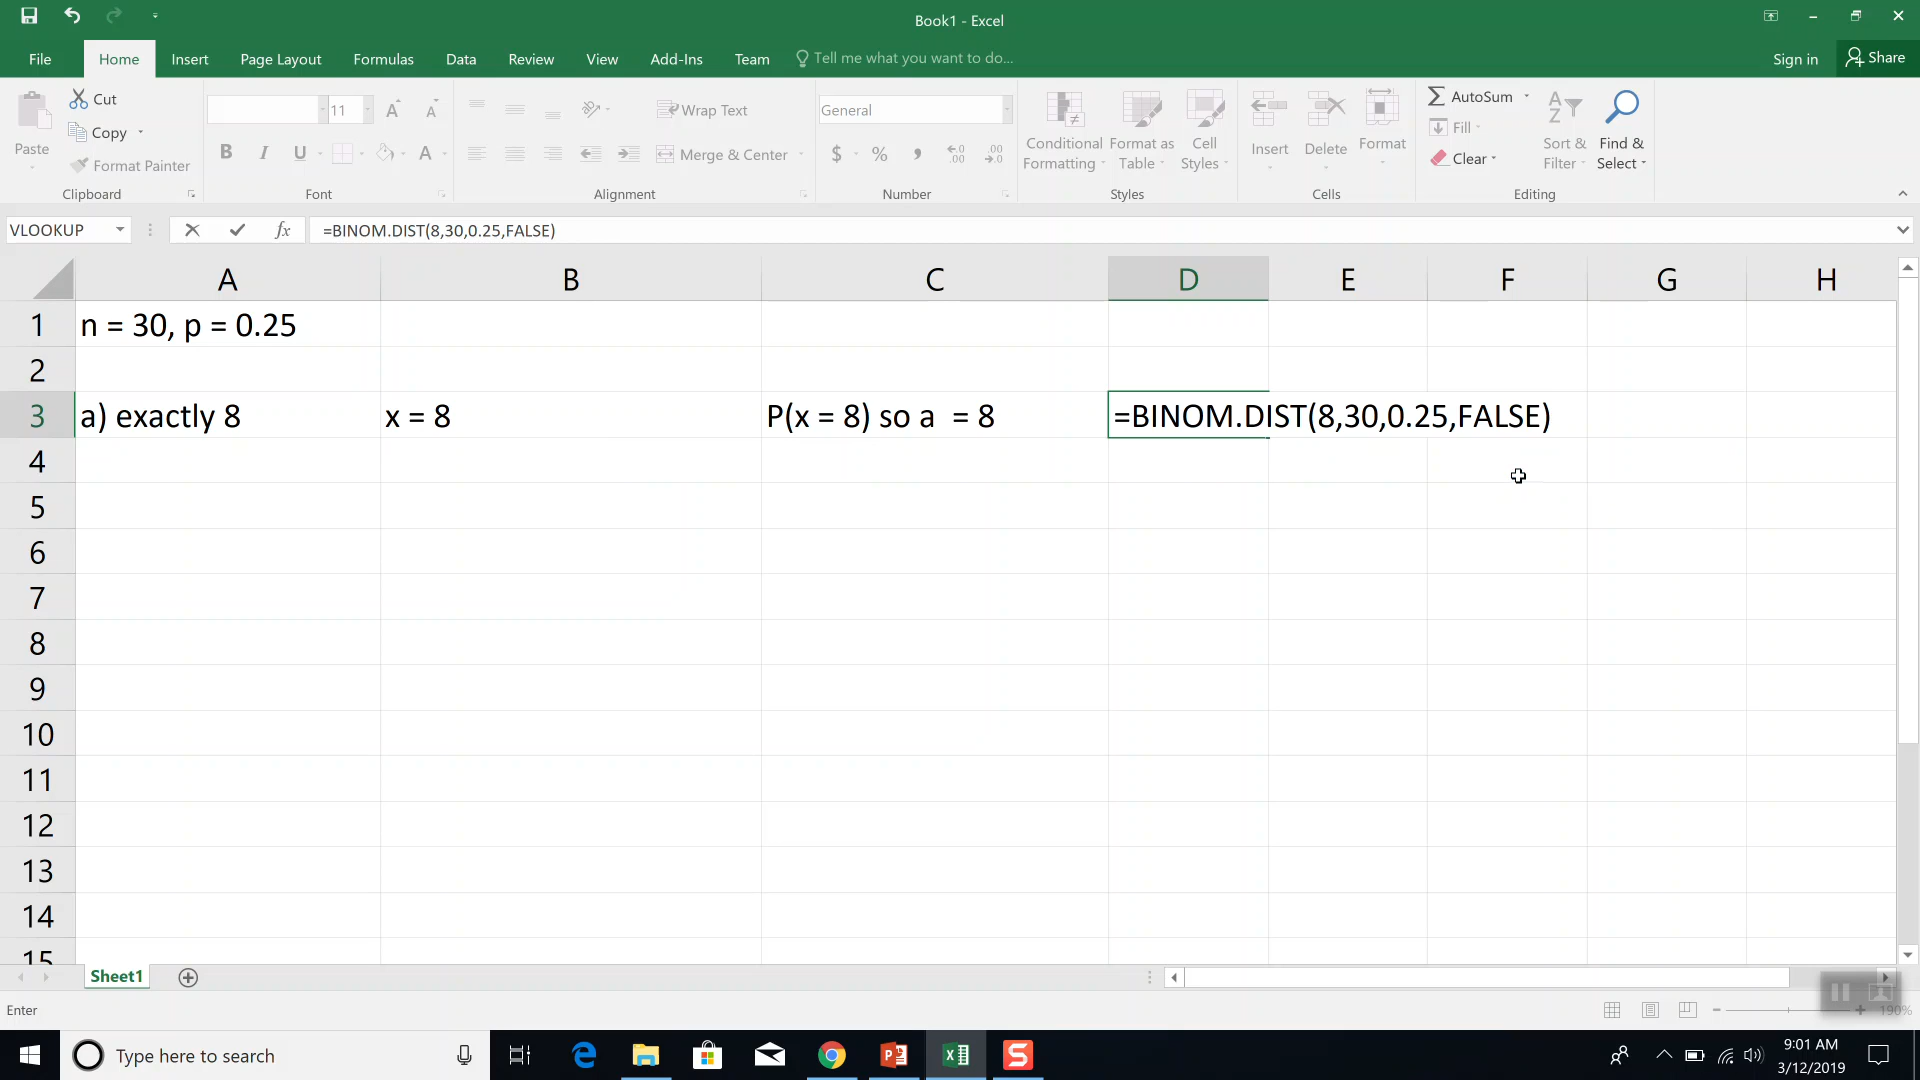 Book1 - Excel
File Home Insert Page Layout Formulas Data Review View Add-Ins Team Tell me what you want to do... Sign in Share
Paste Cut Copy Format Painter
Clipboard
11 A A B I U A
Font
Wrap Text
Merge & Center
Alignment
General
$ % , .00 .0
Number
Conditional Formatting Format as Table Cell Styles
Styles
Insert Delete Format
Cells
AutoSum
Fill
Clear
Sort & Filter Find & Select
Editing
VLOOKUP fx =BINOM.DIST(8,30,0.25,FALSE)
A B C D E F G H
1 n = 30, p = 0.25
2
3 a) exactly 8 x = 8 P(x = 8) so a = 8 =BINOM.DIST(8,30,0.25,FALSE)
4
5
6
7
8
9
10
11
12
13
14
15
Sheet1
Enter 190%
Type here to search
9:01 AM
3/12/2019